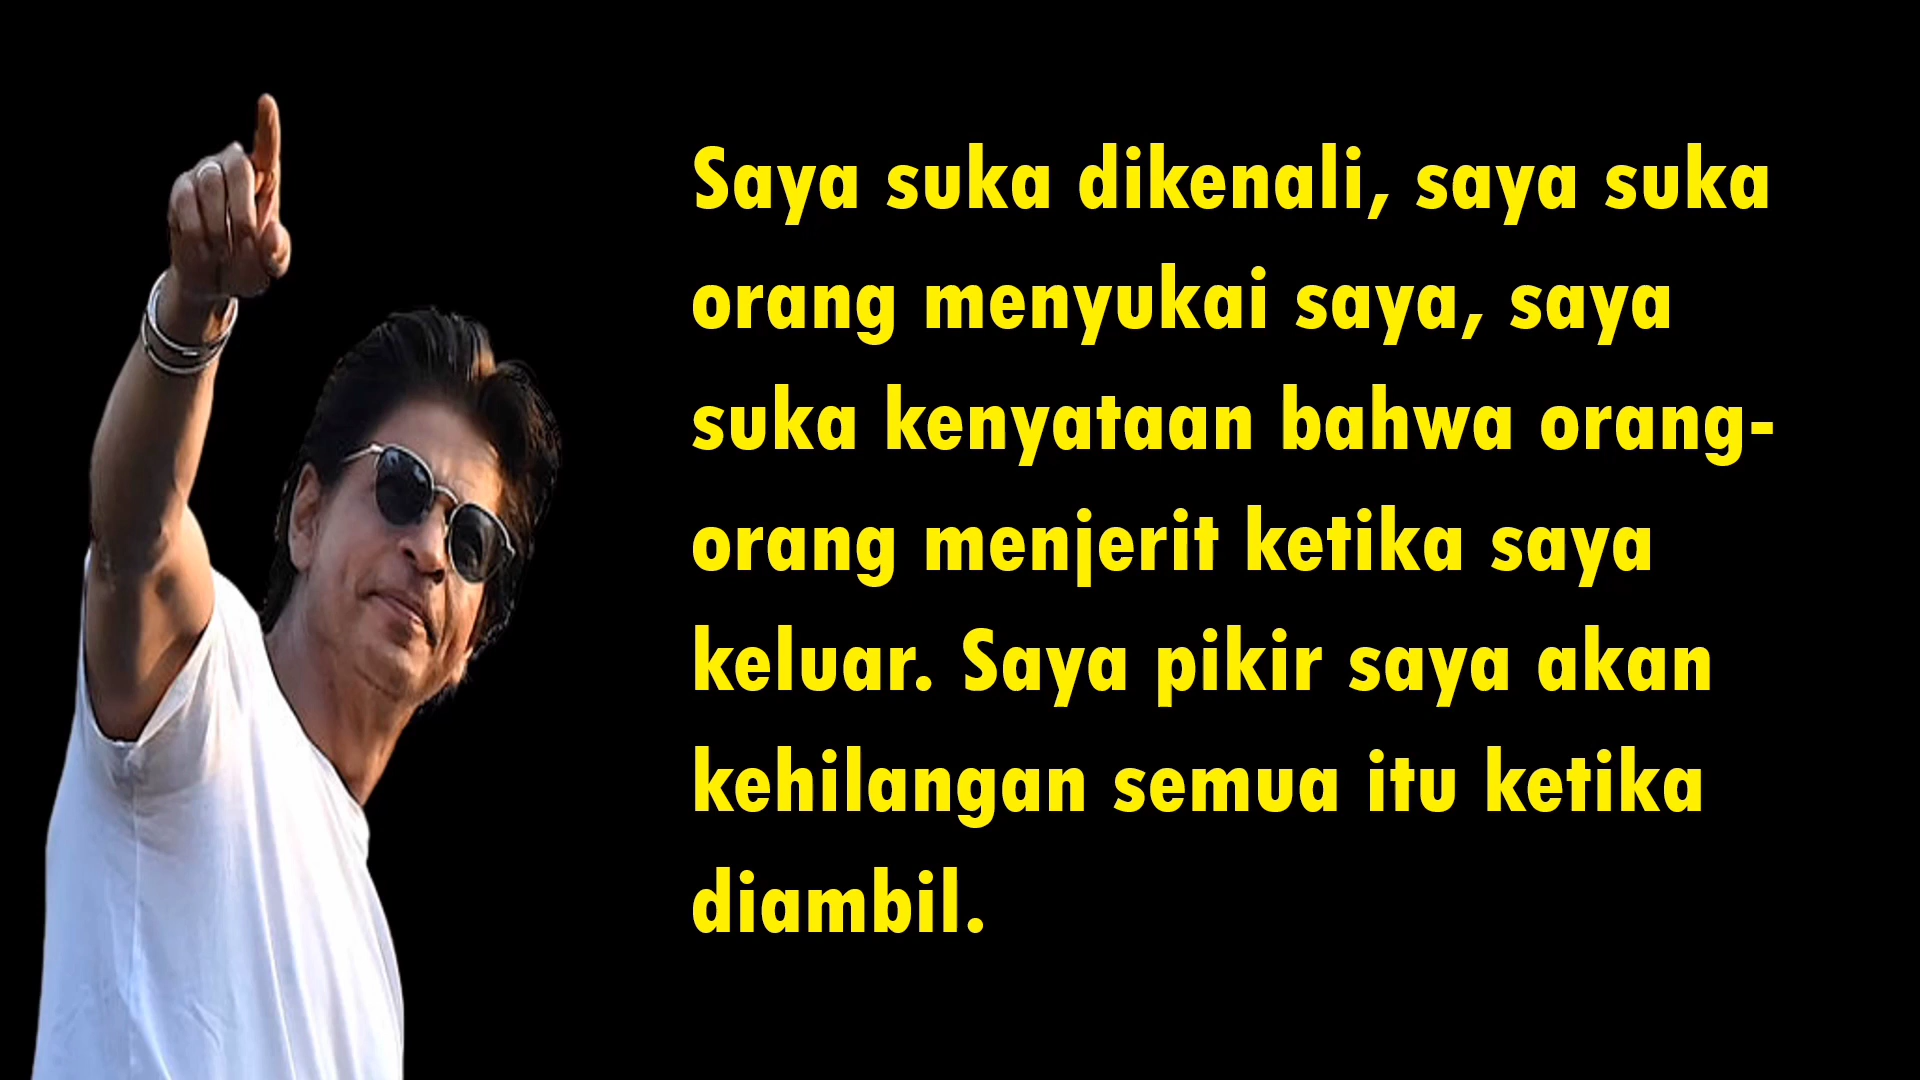 Saya suka dikenali, saya suka
orang menyukai saya, saya
suka kenyataan bahwa orang-
orang menjerit ketika saya
keluar. Saya pikir saya akan
kehilangan semua itu ketika
diambil.